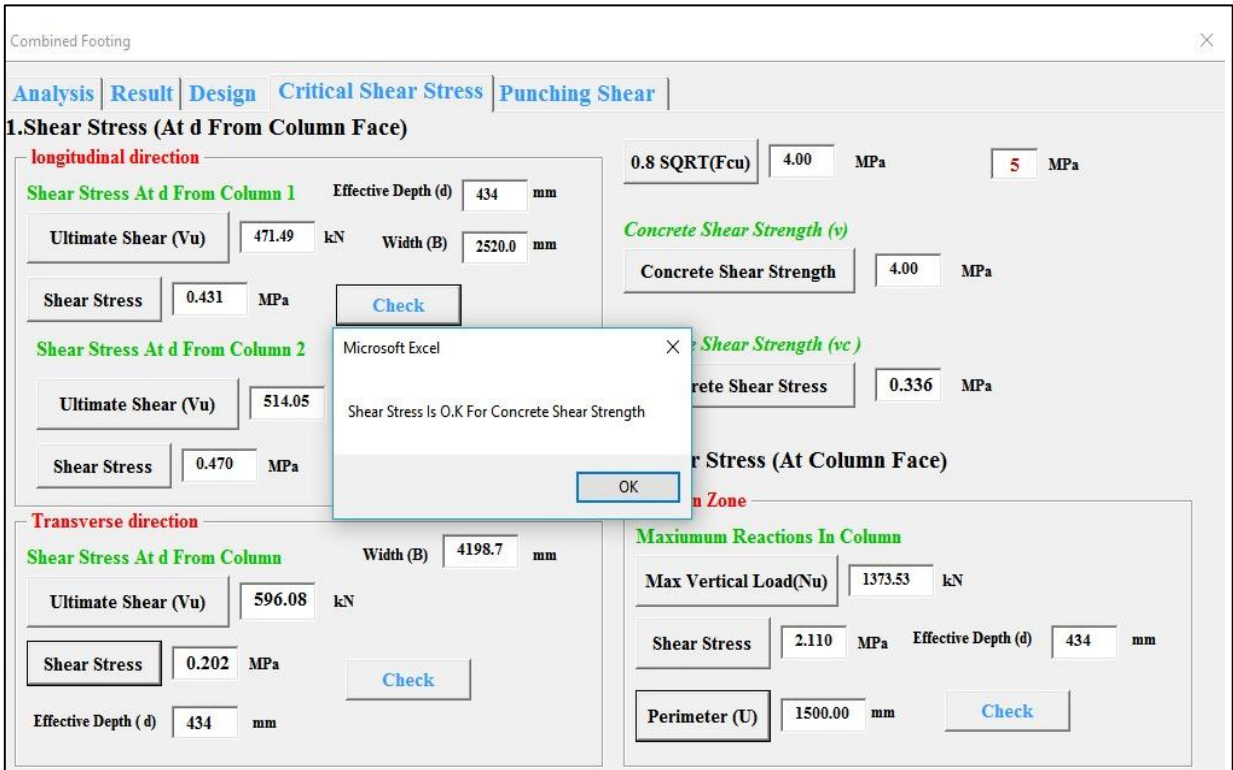 Combined Footing
Analysis Result Design Critical Shear Stress Punching Shear
1.Shear Stress (At d From Column Face)
longitudinal direction
Shear Stress At d From Column 1 Effective Depth (d) 434 mm
Ultimate Shear (Vu) 471.49 kN Width (B) 2520.0 mm
Shear Stress 0.431 MPa Check
Shear Stress At d From Column 2
Ultimate Shear (Vu) 514.05
Shear Stress 0.470 MPa
Microsoft Excel
Shear Stress Is O.K For Concrete Shear Strength
OK
Transverse direction
Shear Stress At d From Column Width (B) 4198.7 mm
Ultimate Shear (Vu) 596.08 kN
Shear Stress 0.202 MPa Check
Effective Depth ( d) 434 mm
0.8 SQRT(Fcu) 4.00 MPa 5 MPa
Concrete Shear Strength (v)
Concrete Shear Strength 4.00 MPa
Shear Strength (vc )
rete Shear Stress 0.336 MPa
r Stress (At Column Face)
n Zone
Maxiumum Reactions In Column
Max Vertical Load(Nu) 1373.53 kN
Shear Stress 2.110 MPa Effective Depth (d) 434 mm
Perimeter (U) 1500.00 mm Check